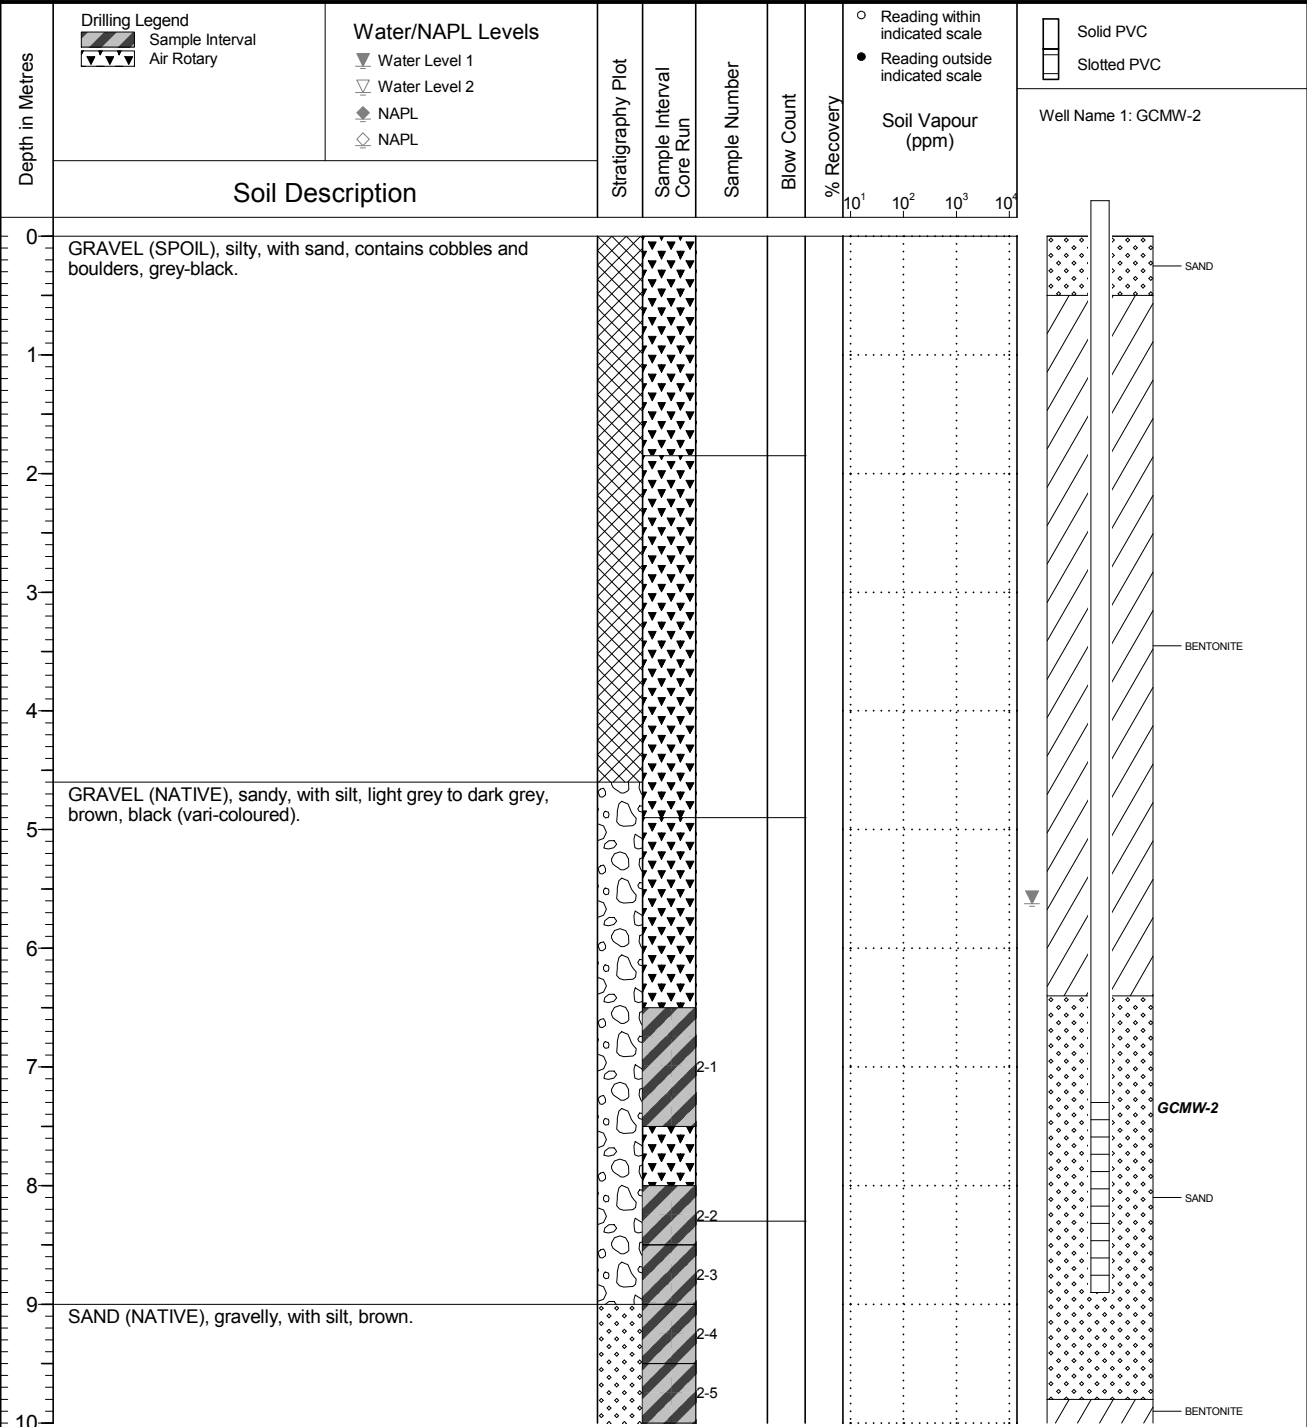 Depth in Metres
Drilling Legend
Sample Interval
Air Rotary
Water/NAPL Levels
Water Level 1
Water Level 2
NAPL
NAPL
Soil Description
Stratigraphy Plot
Sample Interval
Core Run
Sample Number
Blow Count
% Recovery
Reading within
indicated scale
Reading outside
indicated scale
Soil Vapour
(ppm)
10¹ 10² 10³ 10⁴
Solid PVC
Slotted PVC
Well Name 1: GCMW-2
0
GRAVEL (SPOIL), silty, with sand, contains cobbles and
boulders, grey-black.
SAND
1
2
3
BENTONITE
4
GRAVEL (NATIVE), sandy, with silt, light grey to dark grey,
brown, black (vari-coloured).
5
6
7
2-1
GCMW-2
8
SAND
2-2
2-3
9
SAND (NATIVE), gravelly, with silt, brown.
2-4
2-5
BENTONITE
10